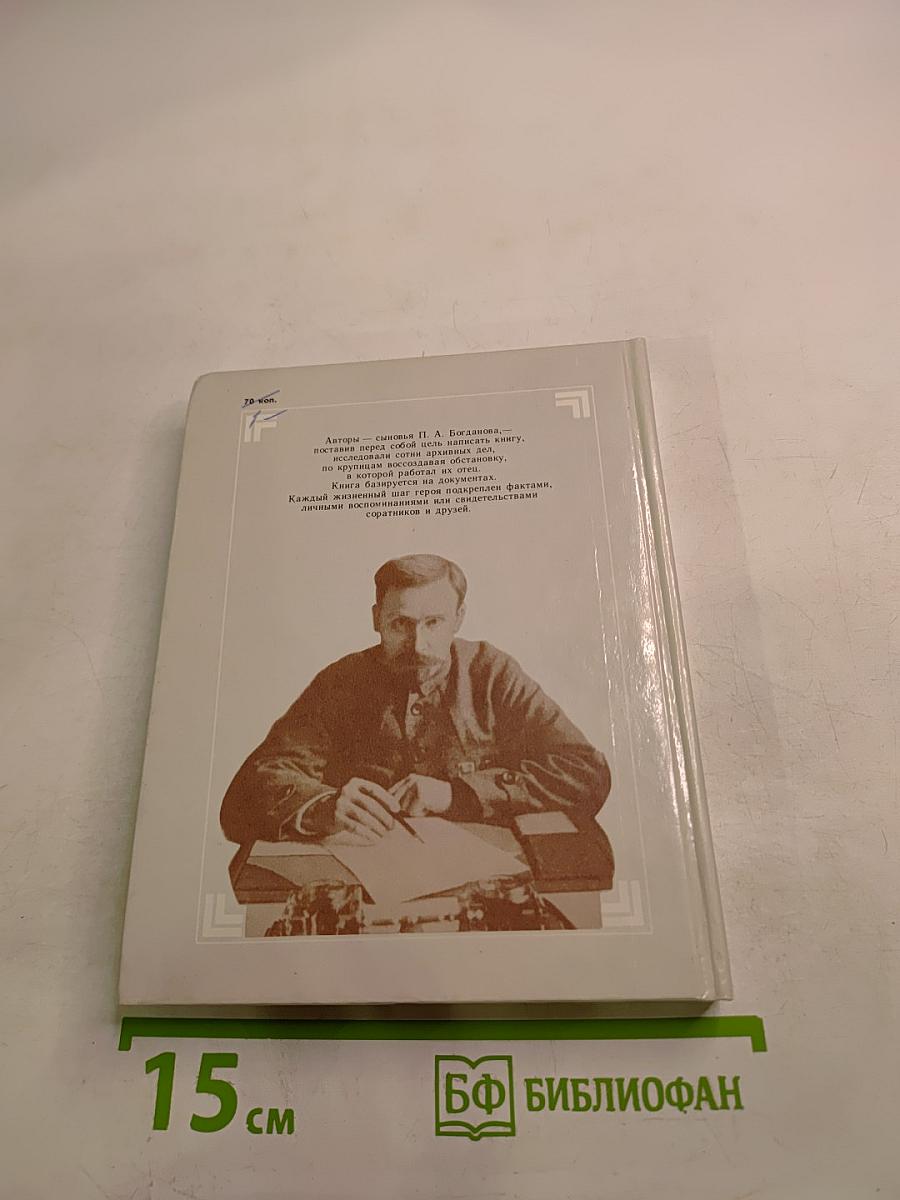 70 коп.
1 –
Авторы — сыновья П. А. Богданова,—
поставив перед собой цель написать книгу,
исследовали сотни архивных дел,
по крупицам воссоздавая обстановку,
в которой работал их отец.
Книга базируется на документах.
Каждый жизненный шаг героя подкреплен фактами,
личными воспоминаниями или свидетельствами
соратников и друзей.
15 см
БФ БИБЛИОФАН